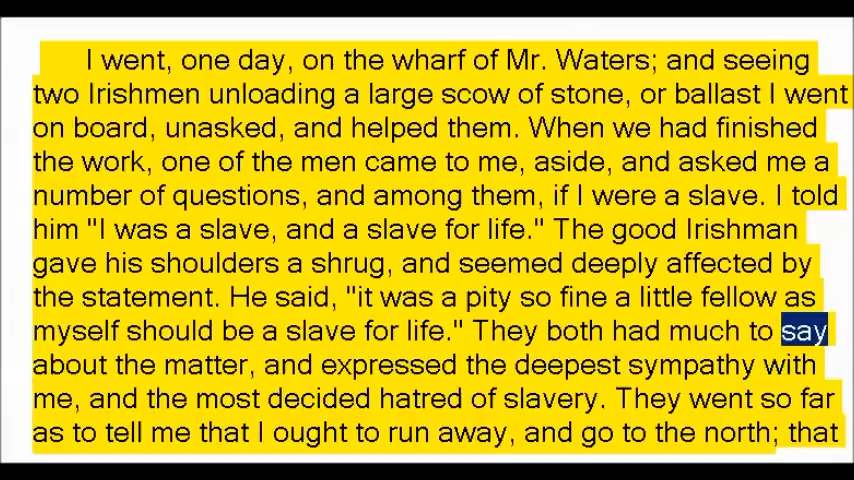 I went, one day, on the wharf of Mr. Waters; and seeing
two Irishmen unloading a large scow of stone, or ballast I went
on board, unasked, and helped them. When we had finished
the work, one of the men came to me, aside, and asked me a
number of questions, and among them, if I were a slave. I told
him "I was a slave, and a slave for life." The good Irishman
gave his shoulders a shrug, and seemed deeply affected by
the statement. He said, "it was a pity so fine a little fellow as
myself should be a slave for life." They both had much to say
about the matter, and expressed the deepest sympathy with
me, and the most decided hatred of slavery. They went so far
as to tell me that I ought to run away, and go to the north; that